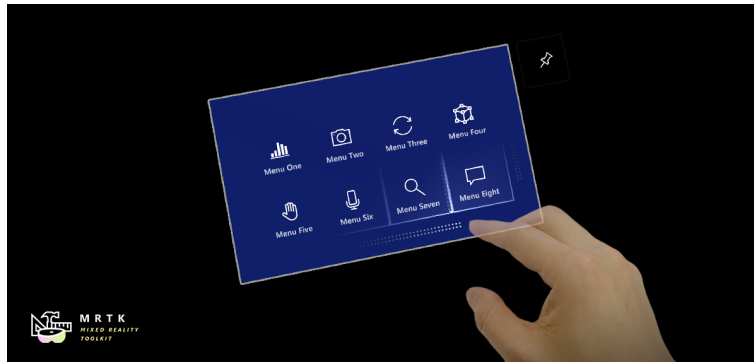 Menu One
Menu Two
Menu Three
Menu Four
Menu Five
Menu Six
Menu Seven
Menu Eight
MRTK
MIXED REALITY
TOOLKIT